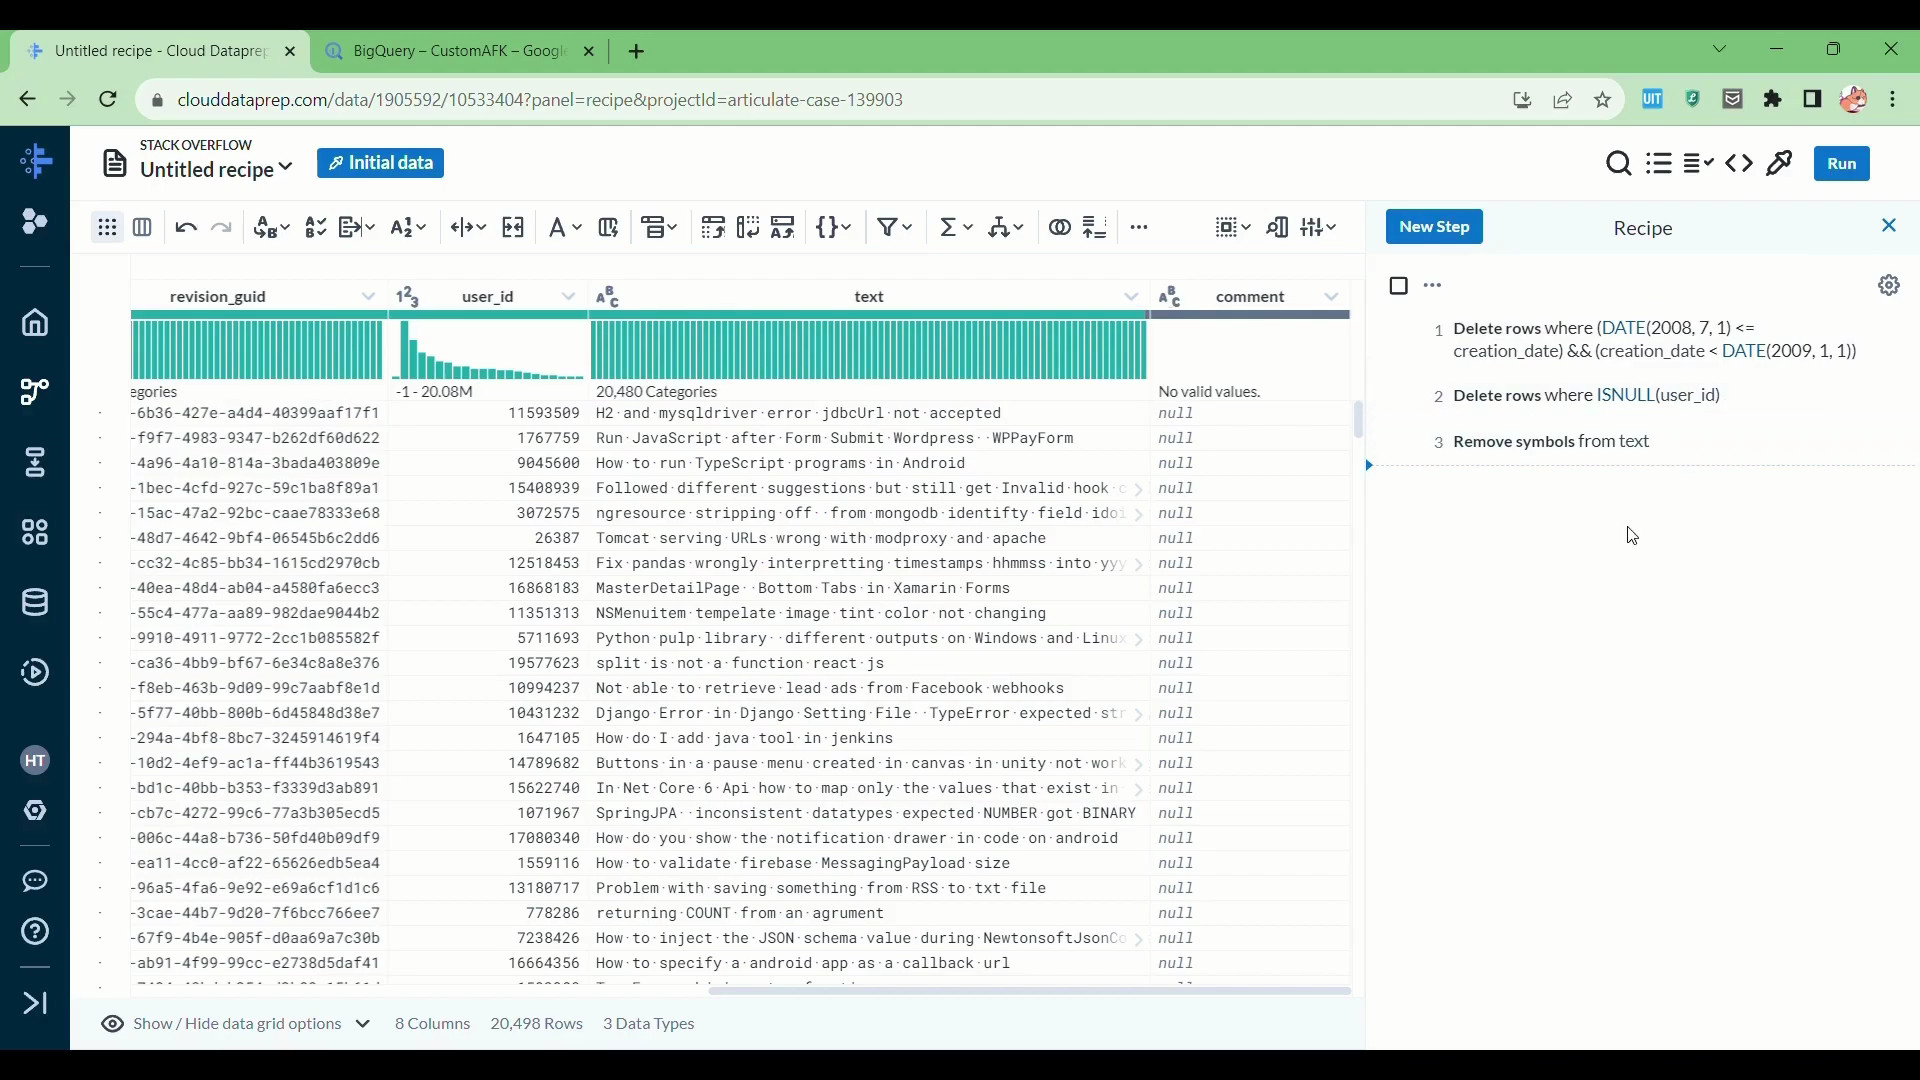 Untitled recipe - Cloud Dataprep
BigQuery – CustomAFK – Google
clouddataprep.com/data/1905592/10533404?panel=recipe&projectId=articulate-case-139903
UIT
STACK OVERFLOW
Untitled recipe
Initial data
Run
New Step
Recipe
revision_guid
123 user_id
ABC text
ABC comment
egories
-1 - 20.08M
20,480 Categories
No valid values.
-6b36-427e-a4d4-40399aaf17f1 11593509 H2·and·mysqldriver·error·jdbcUrl·not·accepted null
-f9f7-4983-9347-b262df60d622 1767759 Run·JavaScript·after·Form·Submit·Wordpress··WPPayForm null
-4a96-4a10-814a-3bada403809e 9045600 How·to·run·TypeScript·programs·in·Android null
-1bec-4cfd-927c-59c1ba8f89a1 15408939 Followed·different·suggestions·but·still·get·Invalid·hook·c null
-15ac-47a2-92bc-caae78333e68 3072575 ngresource·stripping·off··from·mongodb·identifty·field·idoi null
-48d7-4642-9bf4-06545b6c2dd6 26387 Tomcat·serving·URLs·wrong·with·modproxy·and·apache null
-cc32-4c85-bb34-1615cd2970cb 12518453 Fix·pandas·wrongly·interpretting·timestamps·hhmmss·into·yyy null
-40ea-48d4-ab04-a4580fa6ecc3 16868183 MasterDetailPage··Bottom·Tabs·in·Xamarin·Forms null
-55c4-477a-aa89-982dae9044b2 11351313 NSMenuitem·tempelate·image·tint·color·not·changing null
-9910-4911-9772-2cc1b085582f 5711693 Python·pulp·library··different·outputs·on·Windows·and·Linux null
-ca36-4bb9-bf67-6e34c8a8e376 19577623 split·is·not·a·function·react·js null
-f8eb-463b-9d09-99c7aabf8e1d 10994237 Not·able·to·retrieve·lead·ads·from·Facebook·webhooks null
-5f77-40bb-800b-6d45848d38e7 10431232 Django·Error·in·Django·Setting·File··TypeError·expected·str null
-294a-4bf8-8bc7-3245914619f4 1647105 How·do·I·add·java·tool·in·jenkins null
-10d2-4ef9-ac1a-ff44b3619543 14789682 Buttons·in·a·pause·menu·created·in·canvas·in·unity·not·work null
-bd1c-40bb-b353-f3339d3ab891 15622740 In·Net·Core·6·Api·how·to·map·only·the·values·that·exist·in· null
-cb7c-4272-99c6-77a3b305ecd5 1071967 SpringJPA··inconsistent·datatypes·expected·NUMBER·got·BINARY null
-006c-44a8-b736-50fd40b09df9 17080340 How·do·you·show·the·notification·drawer·in·code·on·android null
-ea11-4cc0-af22-65626edb5ea4 1559116 How·to·validate·firebase·MessagingPayload·size null
-96a5-4fa6-9e92-e69a6cf1d1c6 13180717 Problem·with·saving·something·from·RSS·to·txt·file null
-3cae-44b7-9d20-7f6bcc766ee7 778286 returning·COUNT·from·an·agrument null
-67f9-4b4e-905f-d0aa69a7c30b 7238426 How·to·inject·the·JSON·schema·value·during·NewtonsoftJsonCo null
-ab91-4f99-99cc-e2738d5daf41 16664356 How·to·specify·a·android·app·as·a·callback·url null
1 Delete rows where (DATE(2008, 7, 1) <=
creation_date) && (creation_date < DATE(2009, 1, 1))
2 Delete rows where ISNULL(user_id)
3 Remove symbols from text
HT
Show / Hide data grid options
8 Columns
20,498 Rows
3 Data Types